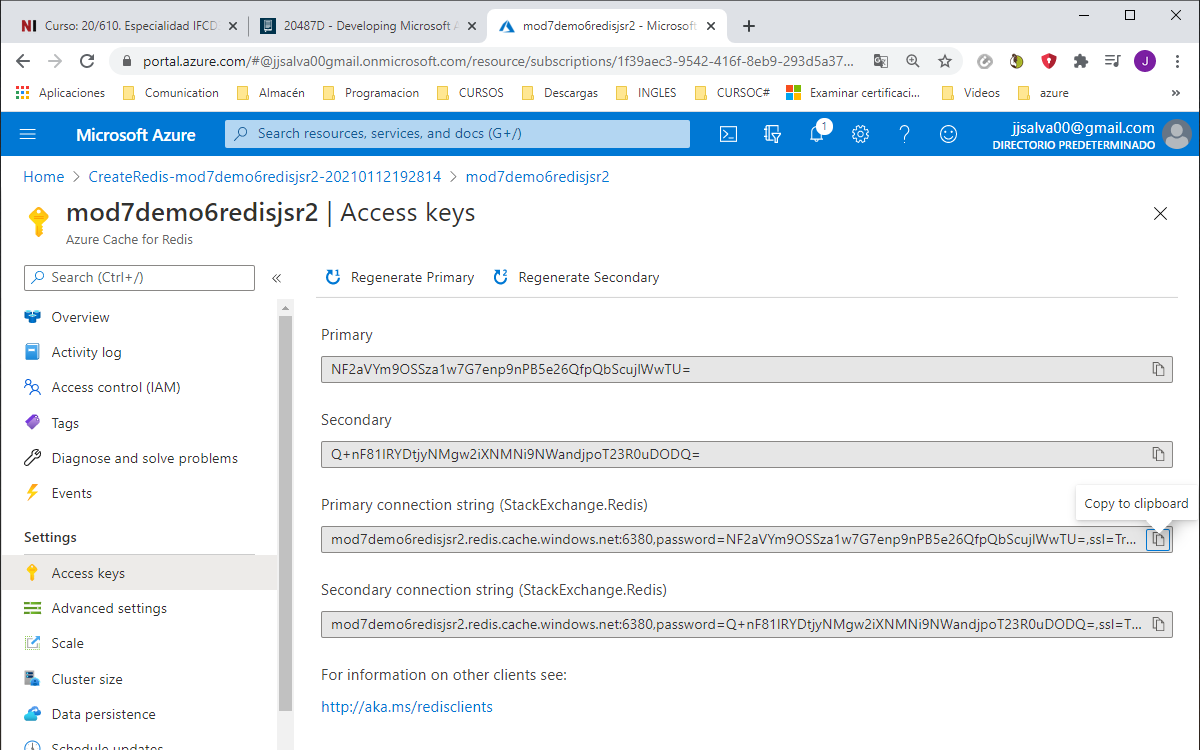 Curso: 20/610. Especialidad IFCD
20487D - Developing Microsoft A
mod7demo6redisjsr2 - Microsoft
portal.azure.com/#@jjsalva00gmail.onmicrosoft.com/resource/subscriptions/1f39aec3-9542-416f-8eb9-293d5a37...
J
Aplicaciones
Comunication
Almacén
Programacion
CURSOS
Descargas
INGLES
CURSOC#
Examinar certificaci...
Videos
azure
»
Microsoft Azure
Search resources, services, and docs (G+/)
1
jjsalva00@gmail.com
DIRECTORIO PREDETERMINADO
Home > CreateRedis-mod7demo6redisjsr2-20210112192814 > mod7demo6redisjsr2
mod7demo6redisjsr2 | Access keys
Azure Cache for Redis
Search (Ctrl+/)
«
Overview
Activity log
Access control (IAM)
Tags
Diagnose and solve problems
Events
Settings
Access keys
Advanced settings
Scale
Cluster size
Data persistence
Schedule updates
Regenerate Primary
Regenerate Secondary
Primary
NF2aVYm9OSSza1w7G7enp9nPB5e26QfpQbScujlWwTU=
Secondary
Q+nF81lRYDtjyNMgw2iXNMNi9NWandjpoT23R0uDODQ=
Primary connection string (StackExchange.Redis)
Copy to clipboard
mod7demo6redisjsr2.redis.cache.windows.net:6380,password=NF2aVYm9OSSza1w7G7enp9nPB5e26QfpQbScujlWwTU=,ssl=Tr...
Secondary connection string (StackExchange.Redis)
mod7demo6redisjsr2.redis.cache.windows.net:6380,password=Q+nF81lRYDtjyNMgw2iXNMNi9NWandjpoT23R0uDODQ=,ssl=T...
For information on other clients see:
http://aka.ms/redisclients